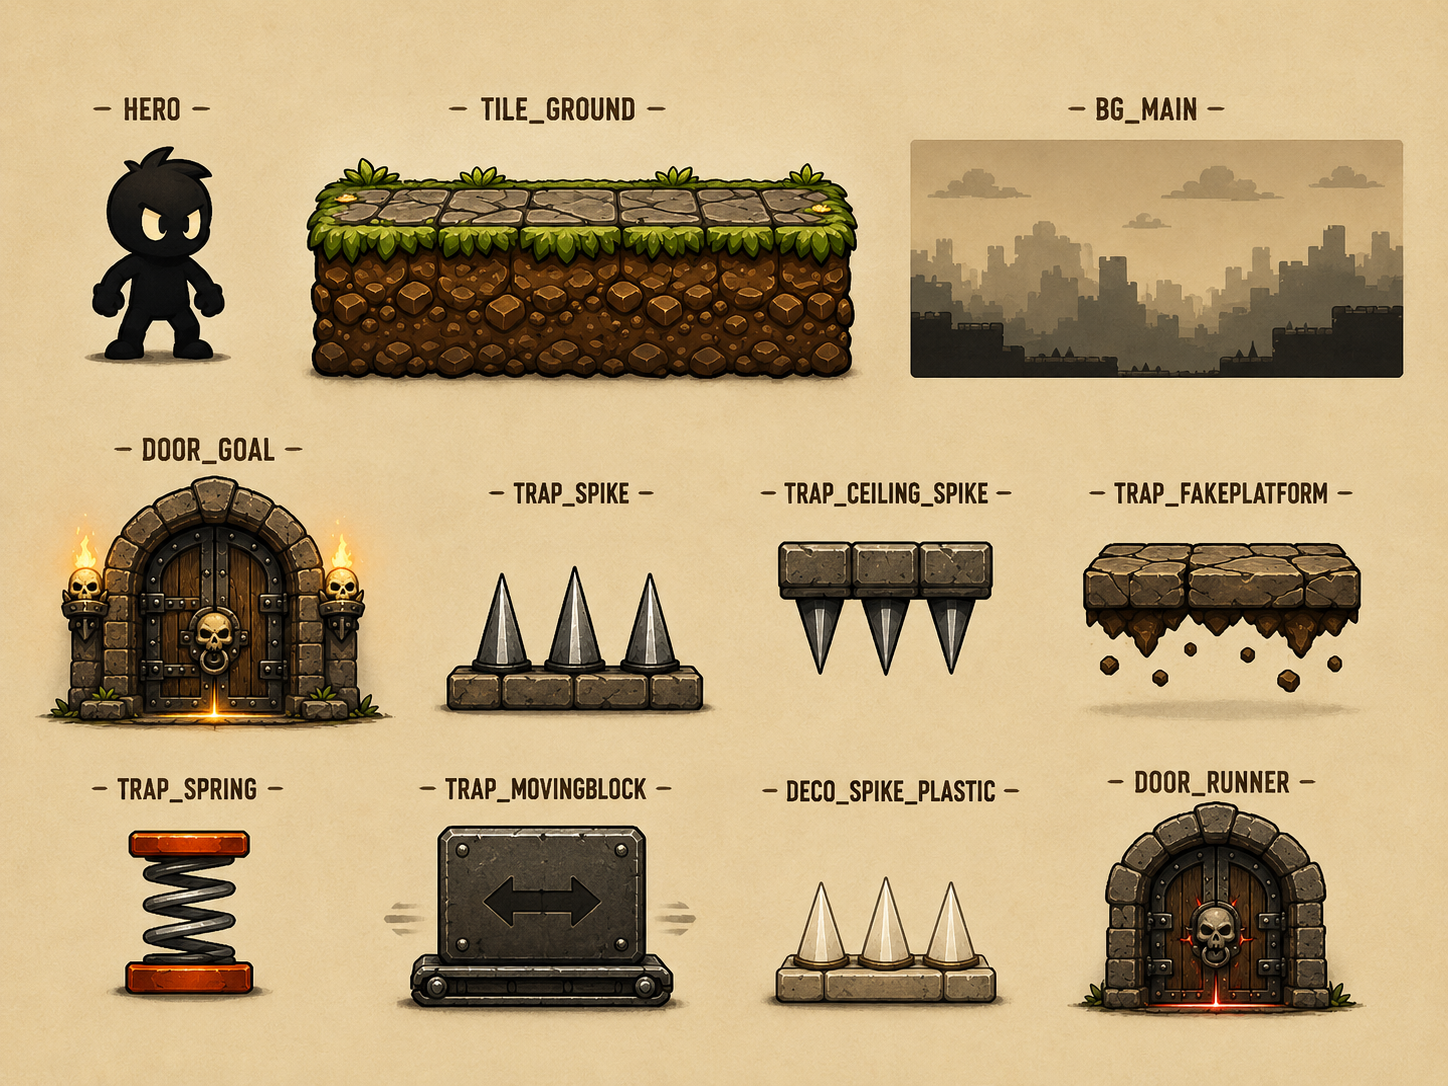 – HERO –
– TILE_GROUND –
– BG_MAIN –
– DOOR_GOAL –
– TRAP_SPIKE –
– TRAP_CEILING_SPIKE –
– TRAP_FAKEPLATFORM –
– TRAP_SPRING –
– TRAP_MOVINGBLOCK –
– DECO_SPIKE_PLASTIC –
– DOOR_RUNNER –